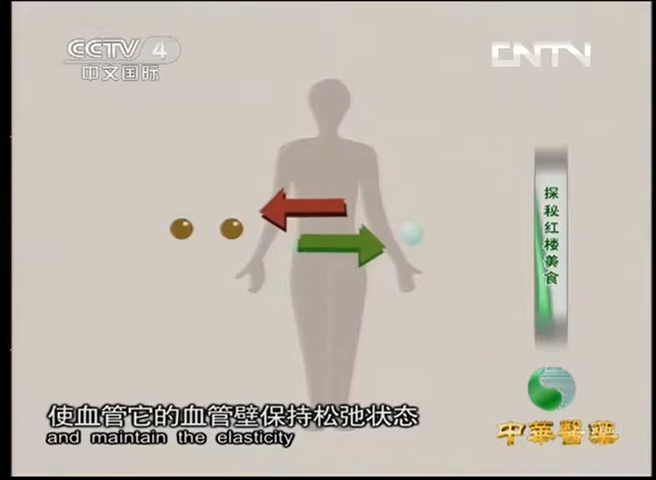 CCTV 4
中文国际
CNTV
探秘红楼美食
使血管它的血管壁保持松弛状态
and maintain the elasticity
中華醫藥